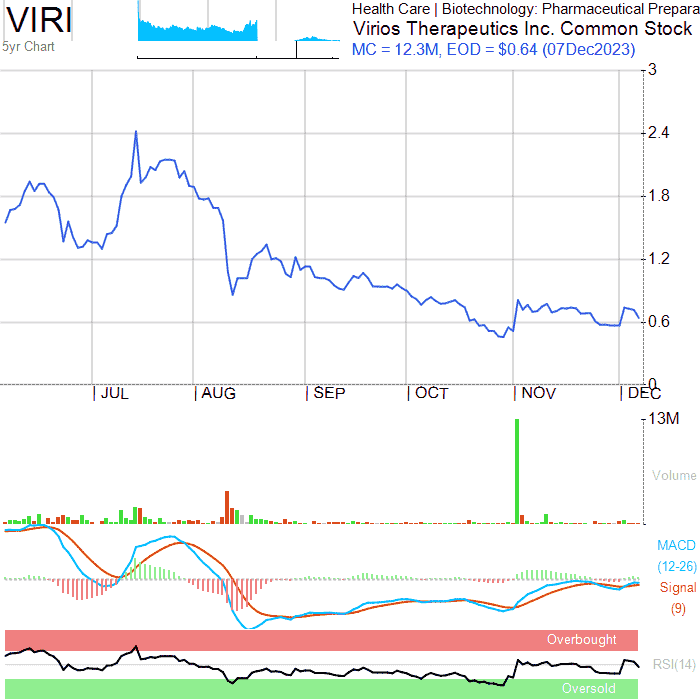 VIRI
5yr Chart
Health Care | Biotechnology: Pharmaceutical Prepara
Virios Therapeutics Inc. Common Stock
MC = 12.3M, EOD = $0.64 (07Dec2023)
3
2.4
1.8
1.2
0.6
0
JUL AUG SEP OCT NOV DEC
13M
Volume
MACD
(12-26)
Signal
(9)
Overbought
RSI(14)
Oversold